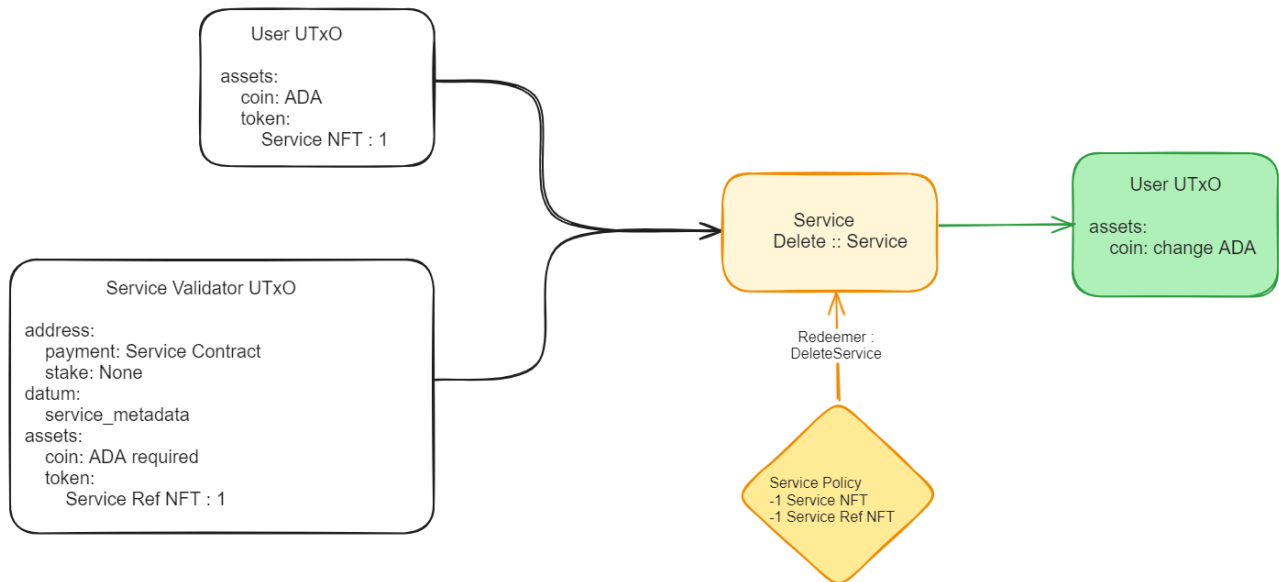 User UTxO
assets:
coin: ADA
token:
Service NFT : 1
Service Validator UTxO
address:
payment: Service Contract
stake: None
datum:
service_metadata
assets:
coin: ADA required
token:
Service Ref NFT : 1
Service
Delete :: Service
Redeemer :
DeleteService
Service Policy
-1 Service NFT
-1 Service Ref NFT
User UTxO
assets:
coin: change ADA